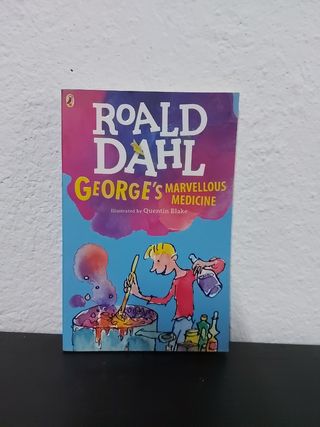 ROALD
DAHL
GEORGE'S MARVELLOUS
MEDICINE
Illustrated by Quentin Blake